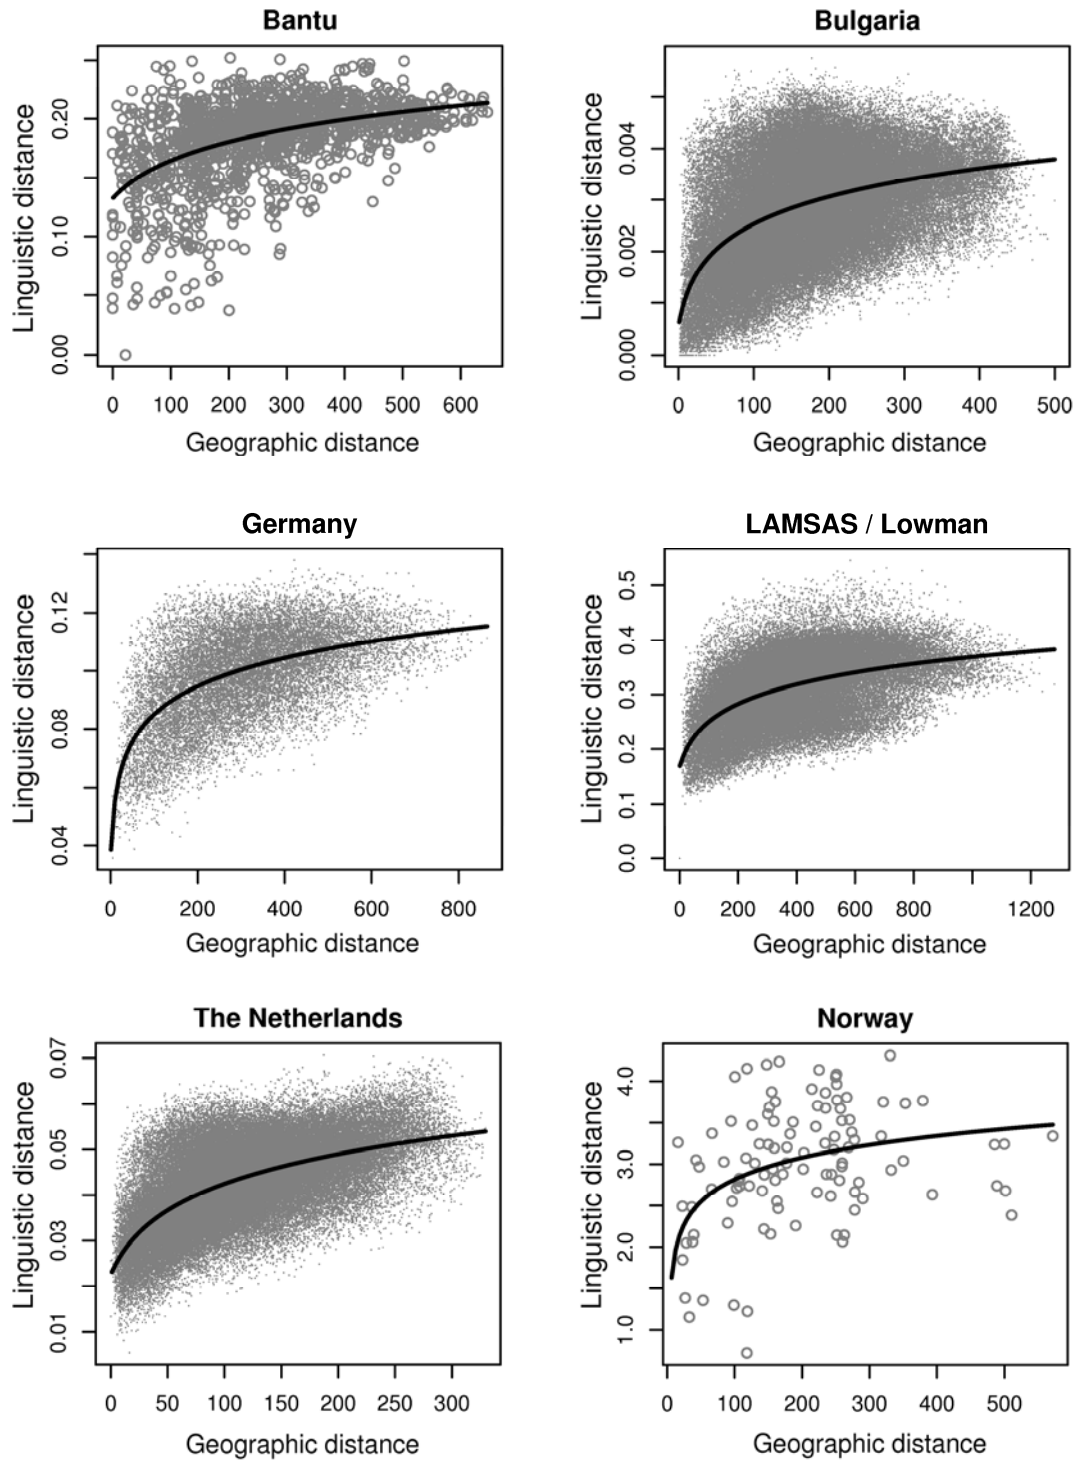 Bantu
Linguistic distance
0.00 0.10 0.20
0 100 200 300 400 500 600
Geographic distance
Bulgaria
Linguistic distance
0.000 0.002 0.004
0 100 200 300 400 500
Geographic distance
Germany
Linguistic distance
0.04 0.08 0.12
0 200 400 600 800
Geographic distance
LAMSAS / Lowman
Linguistic distance
0.0 0.1 0.2 0.3 0.4 0.5
0 200 400 600 800 1200
Geographic distance
The Netherlands
Linguistic distance
0.01 0.03 0.05 0.07
0 50 100 150 200 250 300
Geographic distance
Norway
Linguistic distance
1.0 2.0 3.0 4.0
0 100 200 300 400 500
Geographic distance